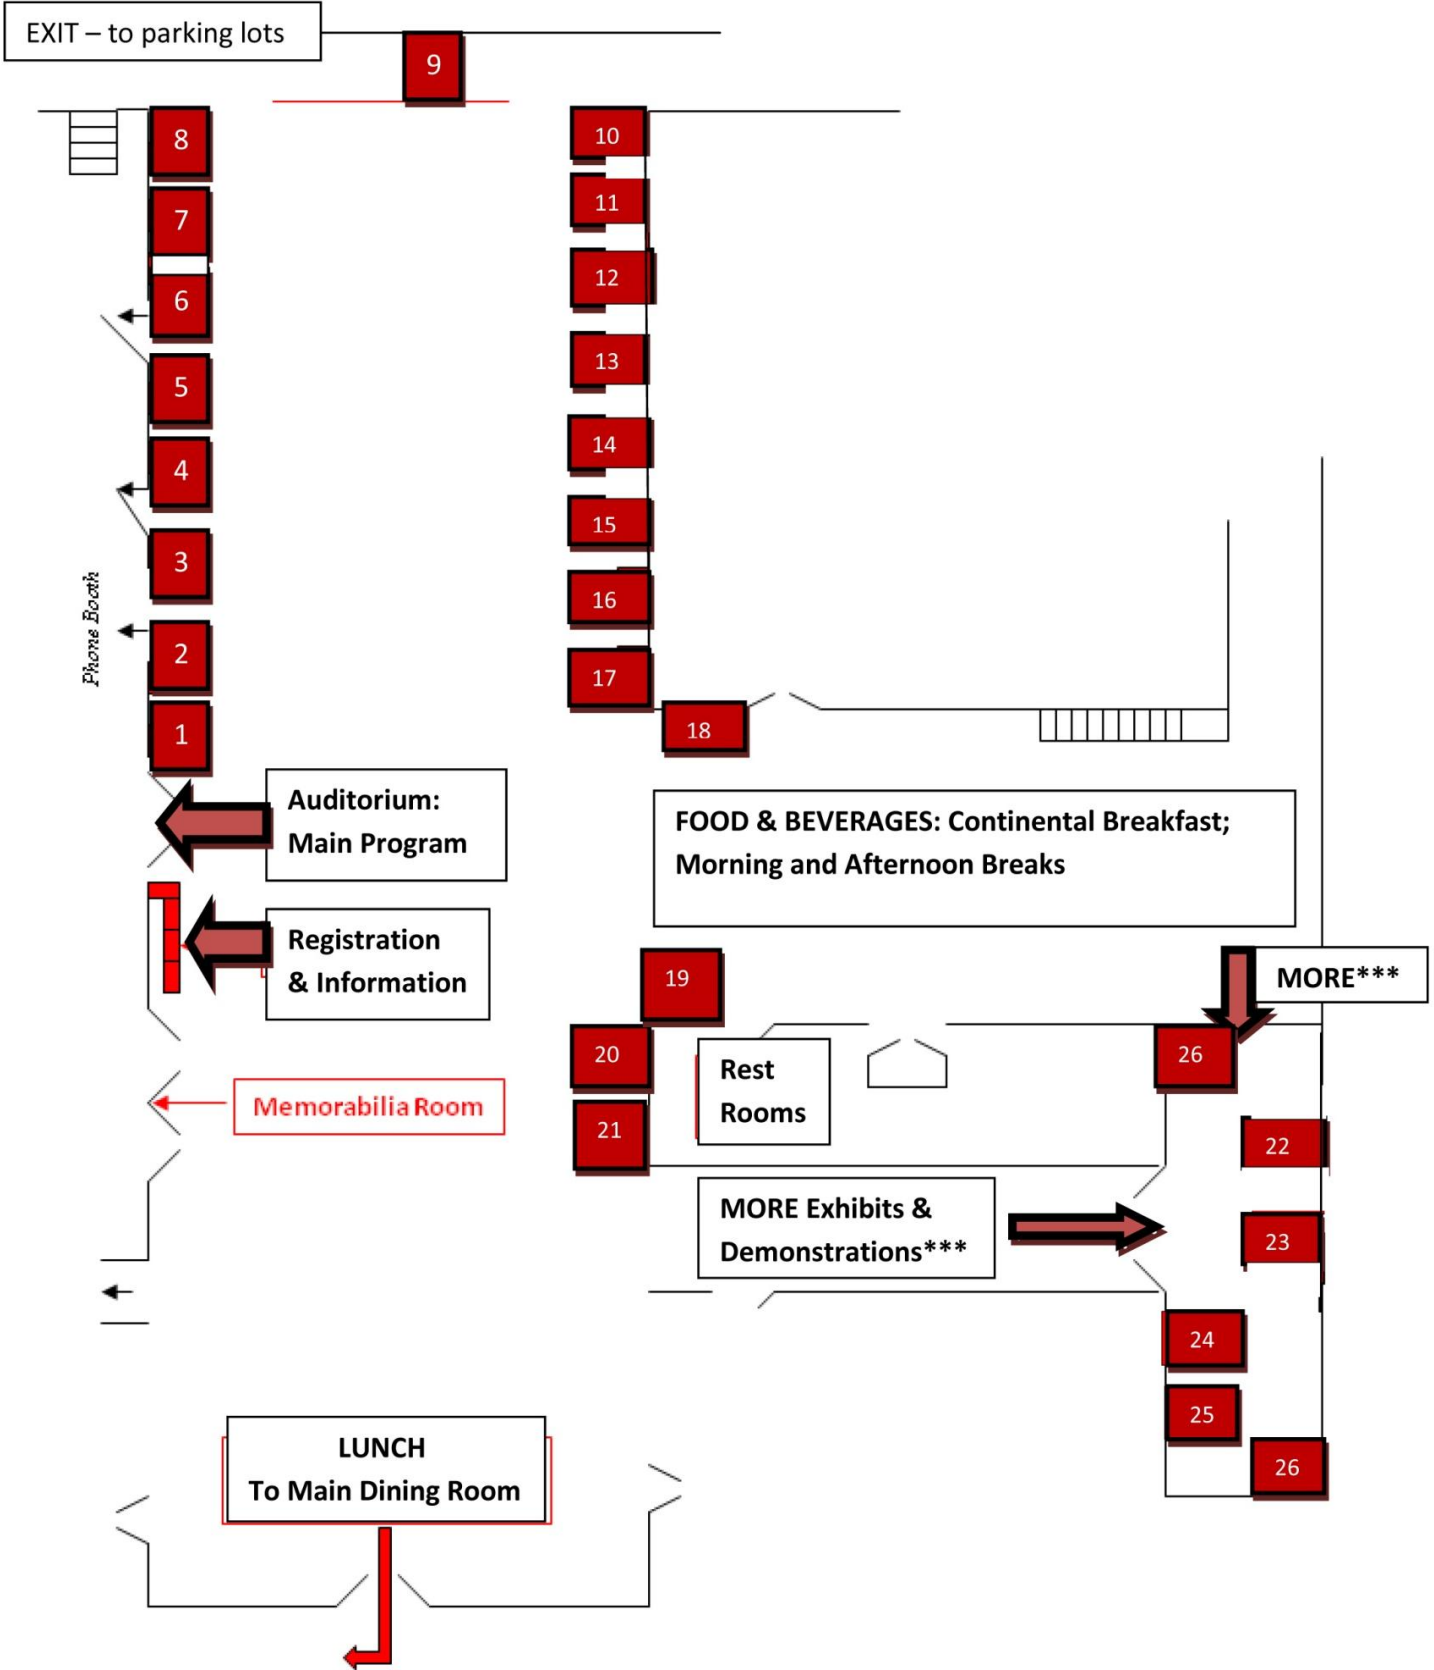 EXIT – to parking lots
9
8
10
7
11
6
12
5
13
4
14
3
15
Phone Booth
16
2
17
1
18
Auditorium:
Main Program
FOOD & BEVERAGES: Continental Breakfast;
Morning and Afternoon Breaks
Registration
& Information
19
MORE***
20
Rest
Rooms
26
Memorabilia Room
21
22
MORE Exhibits &
Demonstrations***
23
24
25
LUNCH
To Main Dining Room
26